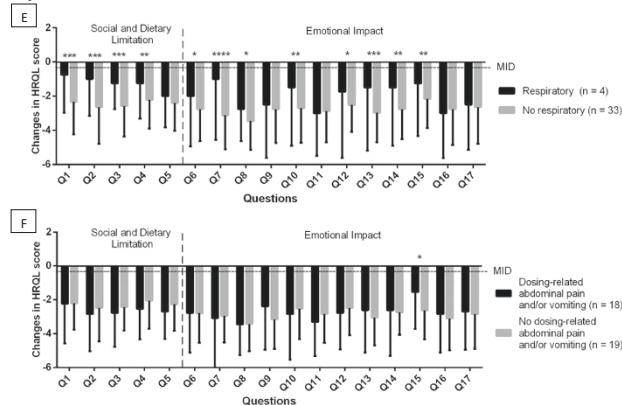 E
Social and Dietary
Limitation
Emotional Impact
2
0
-2
-4
-6
Changes in HRQL score
*** *** *** ** * **** * ** * *** ** **
MID
Respiratory (n = 4)
No respiratory (n = 33)
Q1 Q2 Q3 Q4 Q5 Q6 Q7 Q8 Q9 Q10 Q11 Q12 Q13 Q14 Q15 Q16 Q17
Questions
F
Social and Dietary
Limitation
Emotional Impact
2
0
-2
-4
-6
Changes in HRQL score
*
MID
Dosing-related
abdominal pain
and/or vomiting (n = 18)
No dosing-related
abdominal pain
and/or vomiting (n = 19)
Q1 Q2 Q3 Q4 Q5 Q6 Q7 Q8 Q9 Q10 Q11 Q12 Q13 Q14 Q15 Q16 Q17
Questions